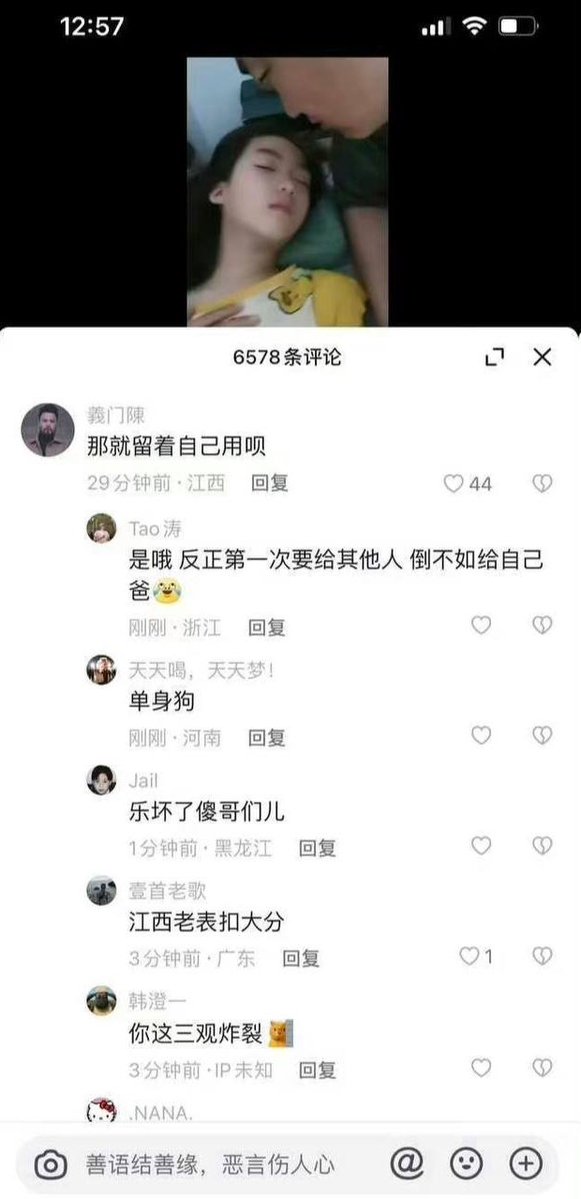 12:57
6578条评论
義门陳
那就留着自己用呗
29分钟前·江西 回复 44
Tao涛
是哦 反正第一次要给其他人 倒不如给自己
爸
刚刚·浙江 回复
天天喝，天天梦！
单身狗
刚刚·河南 回复
Jail
乐坏了傻哥们儿
1分钟前·黑龙江 回复
壹首老歌
江西老表扣大分
3分钟前·广东 回复 1
韩澄一
你这三观炸裂
3分钟前·IP未知 回复
.NANA.
善语结善缘，恶言伤人心